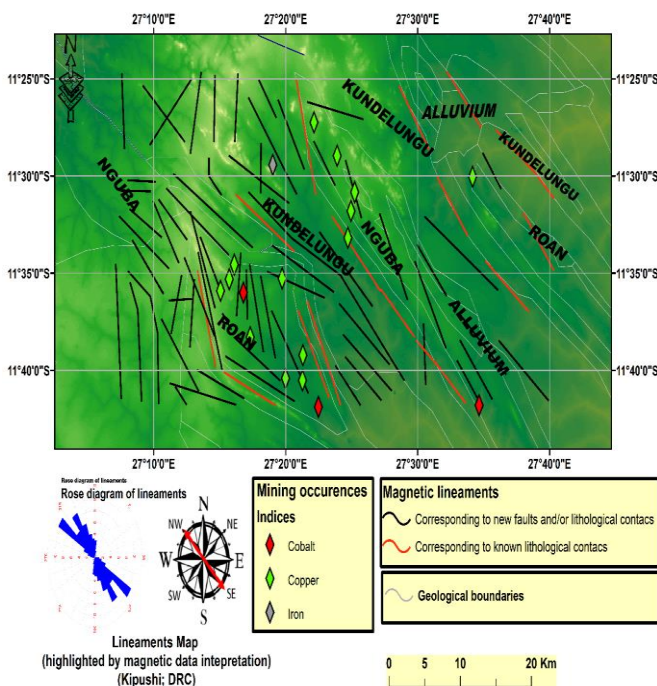 27°10'0"E 27°20'0"E 27°30'0"E 27°40'0"E
N
11°25'0"S 11°25'0"S
KUNDELUNGU
ALLUVIUM
KUNDELUNGU
11°30'0"S 11°30'0"S
NGUBA
KUNDELUNGU
NGUBA
ROAN
11°35'0"S 11°35'0"S
ROAN
ALLUVIUM
11°40'0"S 11°40'0"S
27°10'0"E 27°20'0"E 27°30'0"E 27°40'0"E
Rose diagram of lineaments
Rose diagram of lineaments
N
NW NE
W E
SW SE
S
Lineaments Map
(highlighted by magnetic data intepretation)
(Kipushi; DRC)
Mining occurences
Indices
Cobalt
Copper
Iron
Magnetic lineaments
Corresponding to new faults and/or lithological contacs
Corresponding to known lithological contacs
Geological boundaries
0 5 10 20 Km